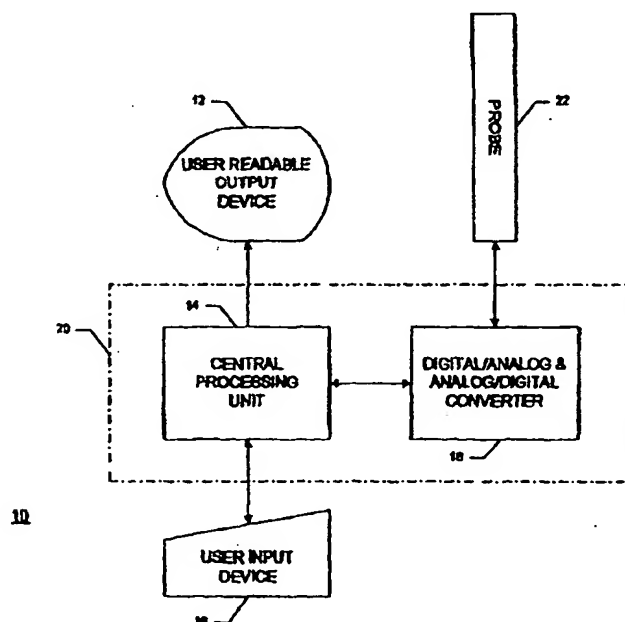 12
USER READABLE
OUTPUT
DEVICE
PROBE
22
20
14
CENTRAL
PROCESSING
UNIT
DIGITAL/ANALOG &
ANALOG/DIGITAL
CONVERTER
18
10
USER INPUT
DEVICE